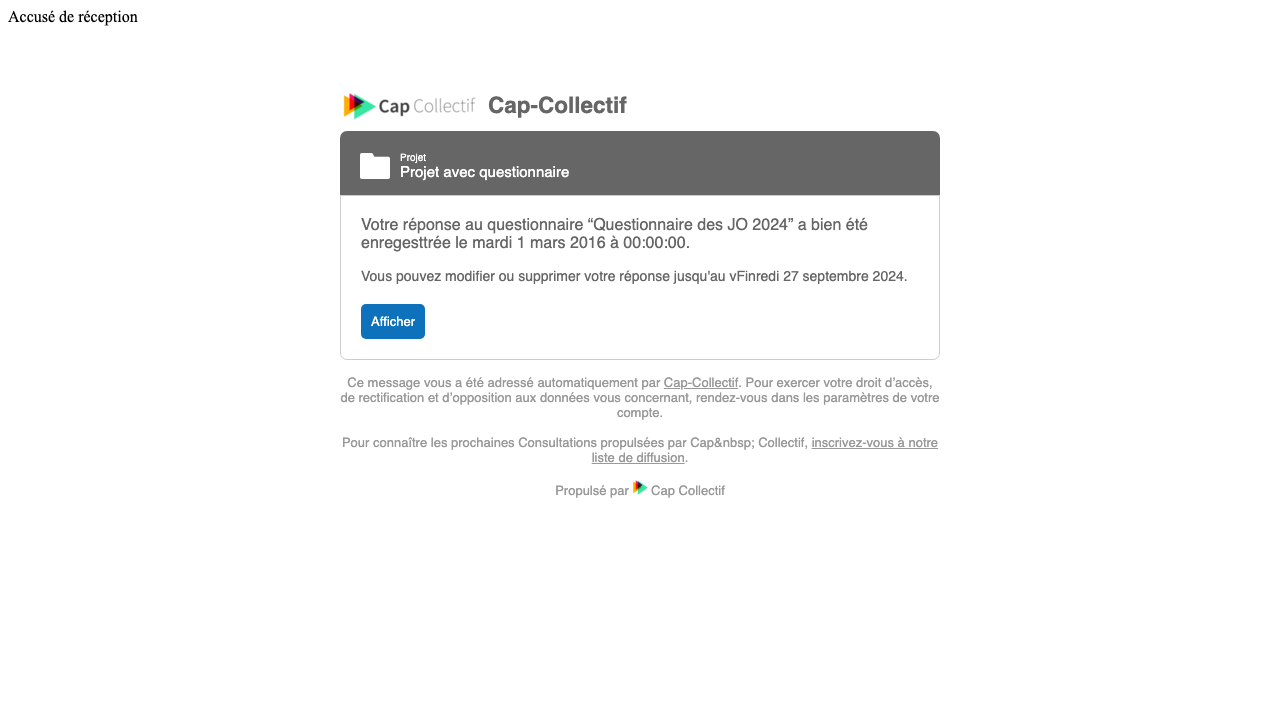 Accusé de réception
Cap Collectif Cap-Collectif
Projet
Projet avec questionnaire
Votre réponse au questionnaire “Questionnaire des JO 2024” a bien été
enregesttrée le mardi 1 mars 2016 à 00:00:00.
Vous pouvez modifier ou supprimer votre réponse jusqu'au vFinredi 27 septembre 2024.
Afficher
Ce message vous a été adressé automatiquement par Cap-Collectif. Pour exercer votre droit d’accès,
de rectification et d’opposition aux données vous concernant, rendez-vous dans les paramètres de votre
compte.
Pour connaître les prochaines Consultations propulsées par Cap&nbsp; Collectif, inscrivez-vous à notre
liste de diffusion.
Propulsé par Cap Collectif